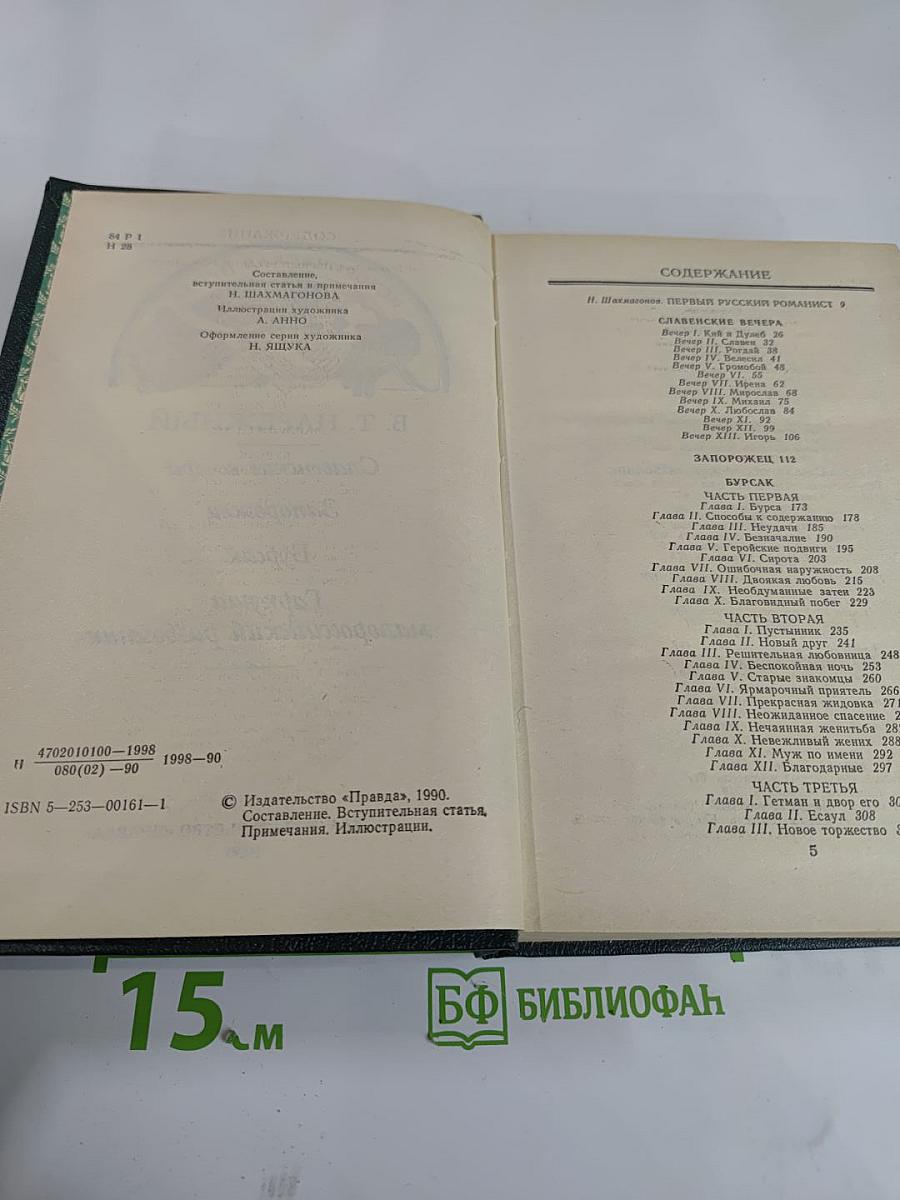 84 Р 1
Н 28
Составление,
вступительная статья и примечания
Н. ШАХМАГОНОВА
Иллюстрации художника
А. АННО
Оформление серии художника
Н. ЯЩУКА
Н 4702010100—1998
080(02)—90
1998—90
ISBN 5—253—00161—1
© Издательство «Правда», 1990.
Составление. Вступительная статья.
Примечания. Иллюстрации.
СОДЕРЖАНИЕ
Н. Шахмагонов. ПЕРВЫЙ РУССКИЙ РОМАНИСТ 9
СЛАВЕНСКИЕ ВЕЧЕРА
Вечер I. Кий и Дулеб 26
Вечер II. Славен 32
Вечер III. Рогдай 38
Вечер IV. Велесил 41
Вечер V. Громобой 48
Вечер VI. 55
Вечер VII. Ирена 62
Вечер VIII. Мирослав 68
Вечер IX. Михаил 75
Вечер X. Любослав 84
Вечер XI. 92
Вечер XII. 99
Вечер XIII. Игорь 106
ЗАПОРОЖЕЦ 112
БУРСАК
ЧАСТЬ ПЕРВАЯ
Глава I. Бурса 173
Глава II. Способы к содержанию 178
Глава III. Неудачи 185
Глава IV. Безначалие 190
Глава V. Геройские подвиги 195
Глава VI. Сирота 203
Глава VII. Ошибочная наружность 208
Глава VIII. Двоякая любовь 215
Глава IX. Необдуманные затеи 223
Глава X. Благовидный побег 229
ЧАСТЬ ВТОРАЯ
Глава I. Пустынник 235
Глава II. Новый друг 241
Глава III. Решительная любовница 248
Глава IV. Беспокойная ночь 253
Глава V. Старые знакомцы 260
Глава VI. Ярмарочный приятель 266
Глава VII. Прекрасная жидовка 271
Глава VIII. Неожиданное спасение
Глава IX. Нечаянная женитьба 28
Глава X. Невежливый жених 288
Глава XI. Муж по имени 292
Глава XII. Благодарные 297
ЧАСТЬ ТРЕТЬЯ
Глава I. Гетман и двор его 30
Глава II. Есаул 308
Глава III. Новое торжество
5
15 см
БФ БИБЛИОФАН